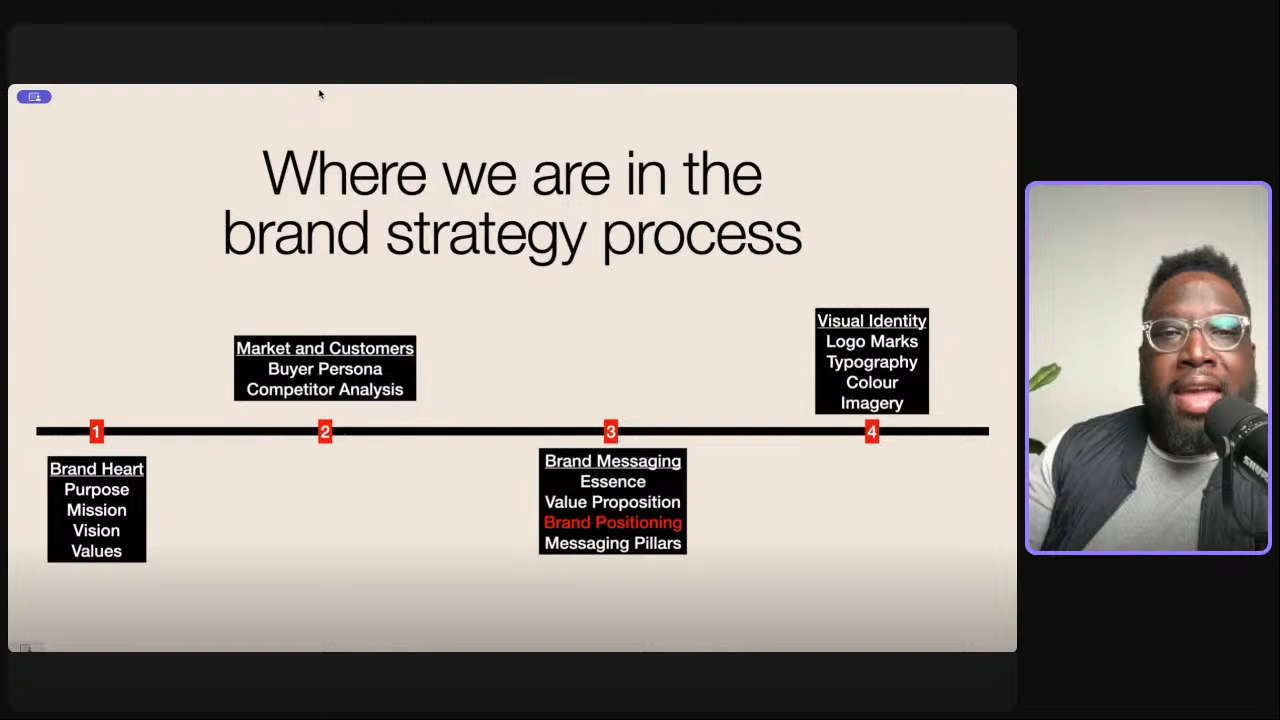 Where we are in the
brand strategy process
1
Brand Heart
Purpose
Mission
Vision
Values
2
Market and Customers
Buyer Persona
Competitor Analysis
3
Brand Messaging
Essence
Value Proposition
Brand Positioning
Messaging Pillars
4
Visual Identity
Logo Marks
Typography
Colour
Imagery
SHURE